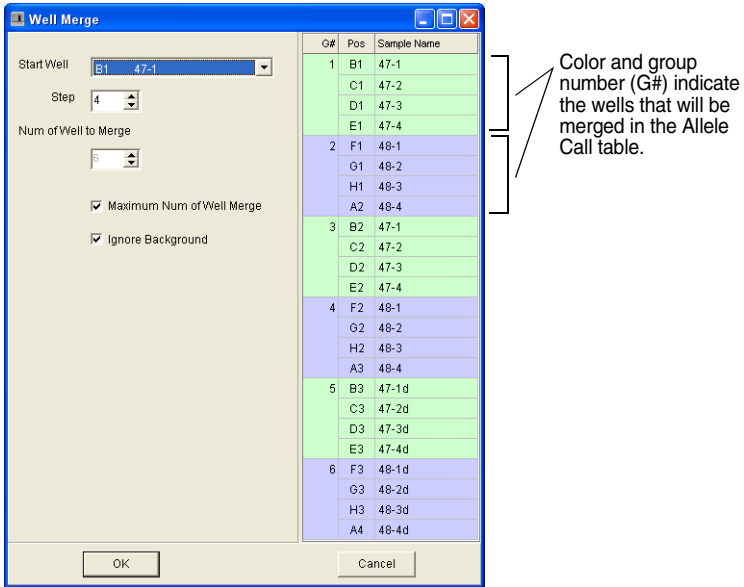 Well Merge
Start Well B1 47-1
Step 4
Num of Well to Merge
6
Maximum Num of Well Merge
Ignore Background
G# Pos Sample Name
1 B1 47-1
C1 47-2
D1 47-3
E1 47-4
2 F1 48-1
G1 48-2
H1 48-3
A2 48-4
3 B2 47-1
C2 47-2
D2 47-3
E2 47-4
4 F2 48-1
G2 48-2
H2 48-3
A3 48-4
5 B3 47-1d
C3 47-2d
D3 47-3d
E3 47-4d
6 F3 48-1d
G3 48-2d
H3 48-3d
A4 48-4d
OK
Cancel
Color and group
number (G#) indicate
the wells that will be
merged in the Allele
Call table.